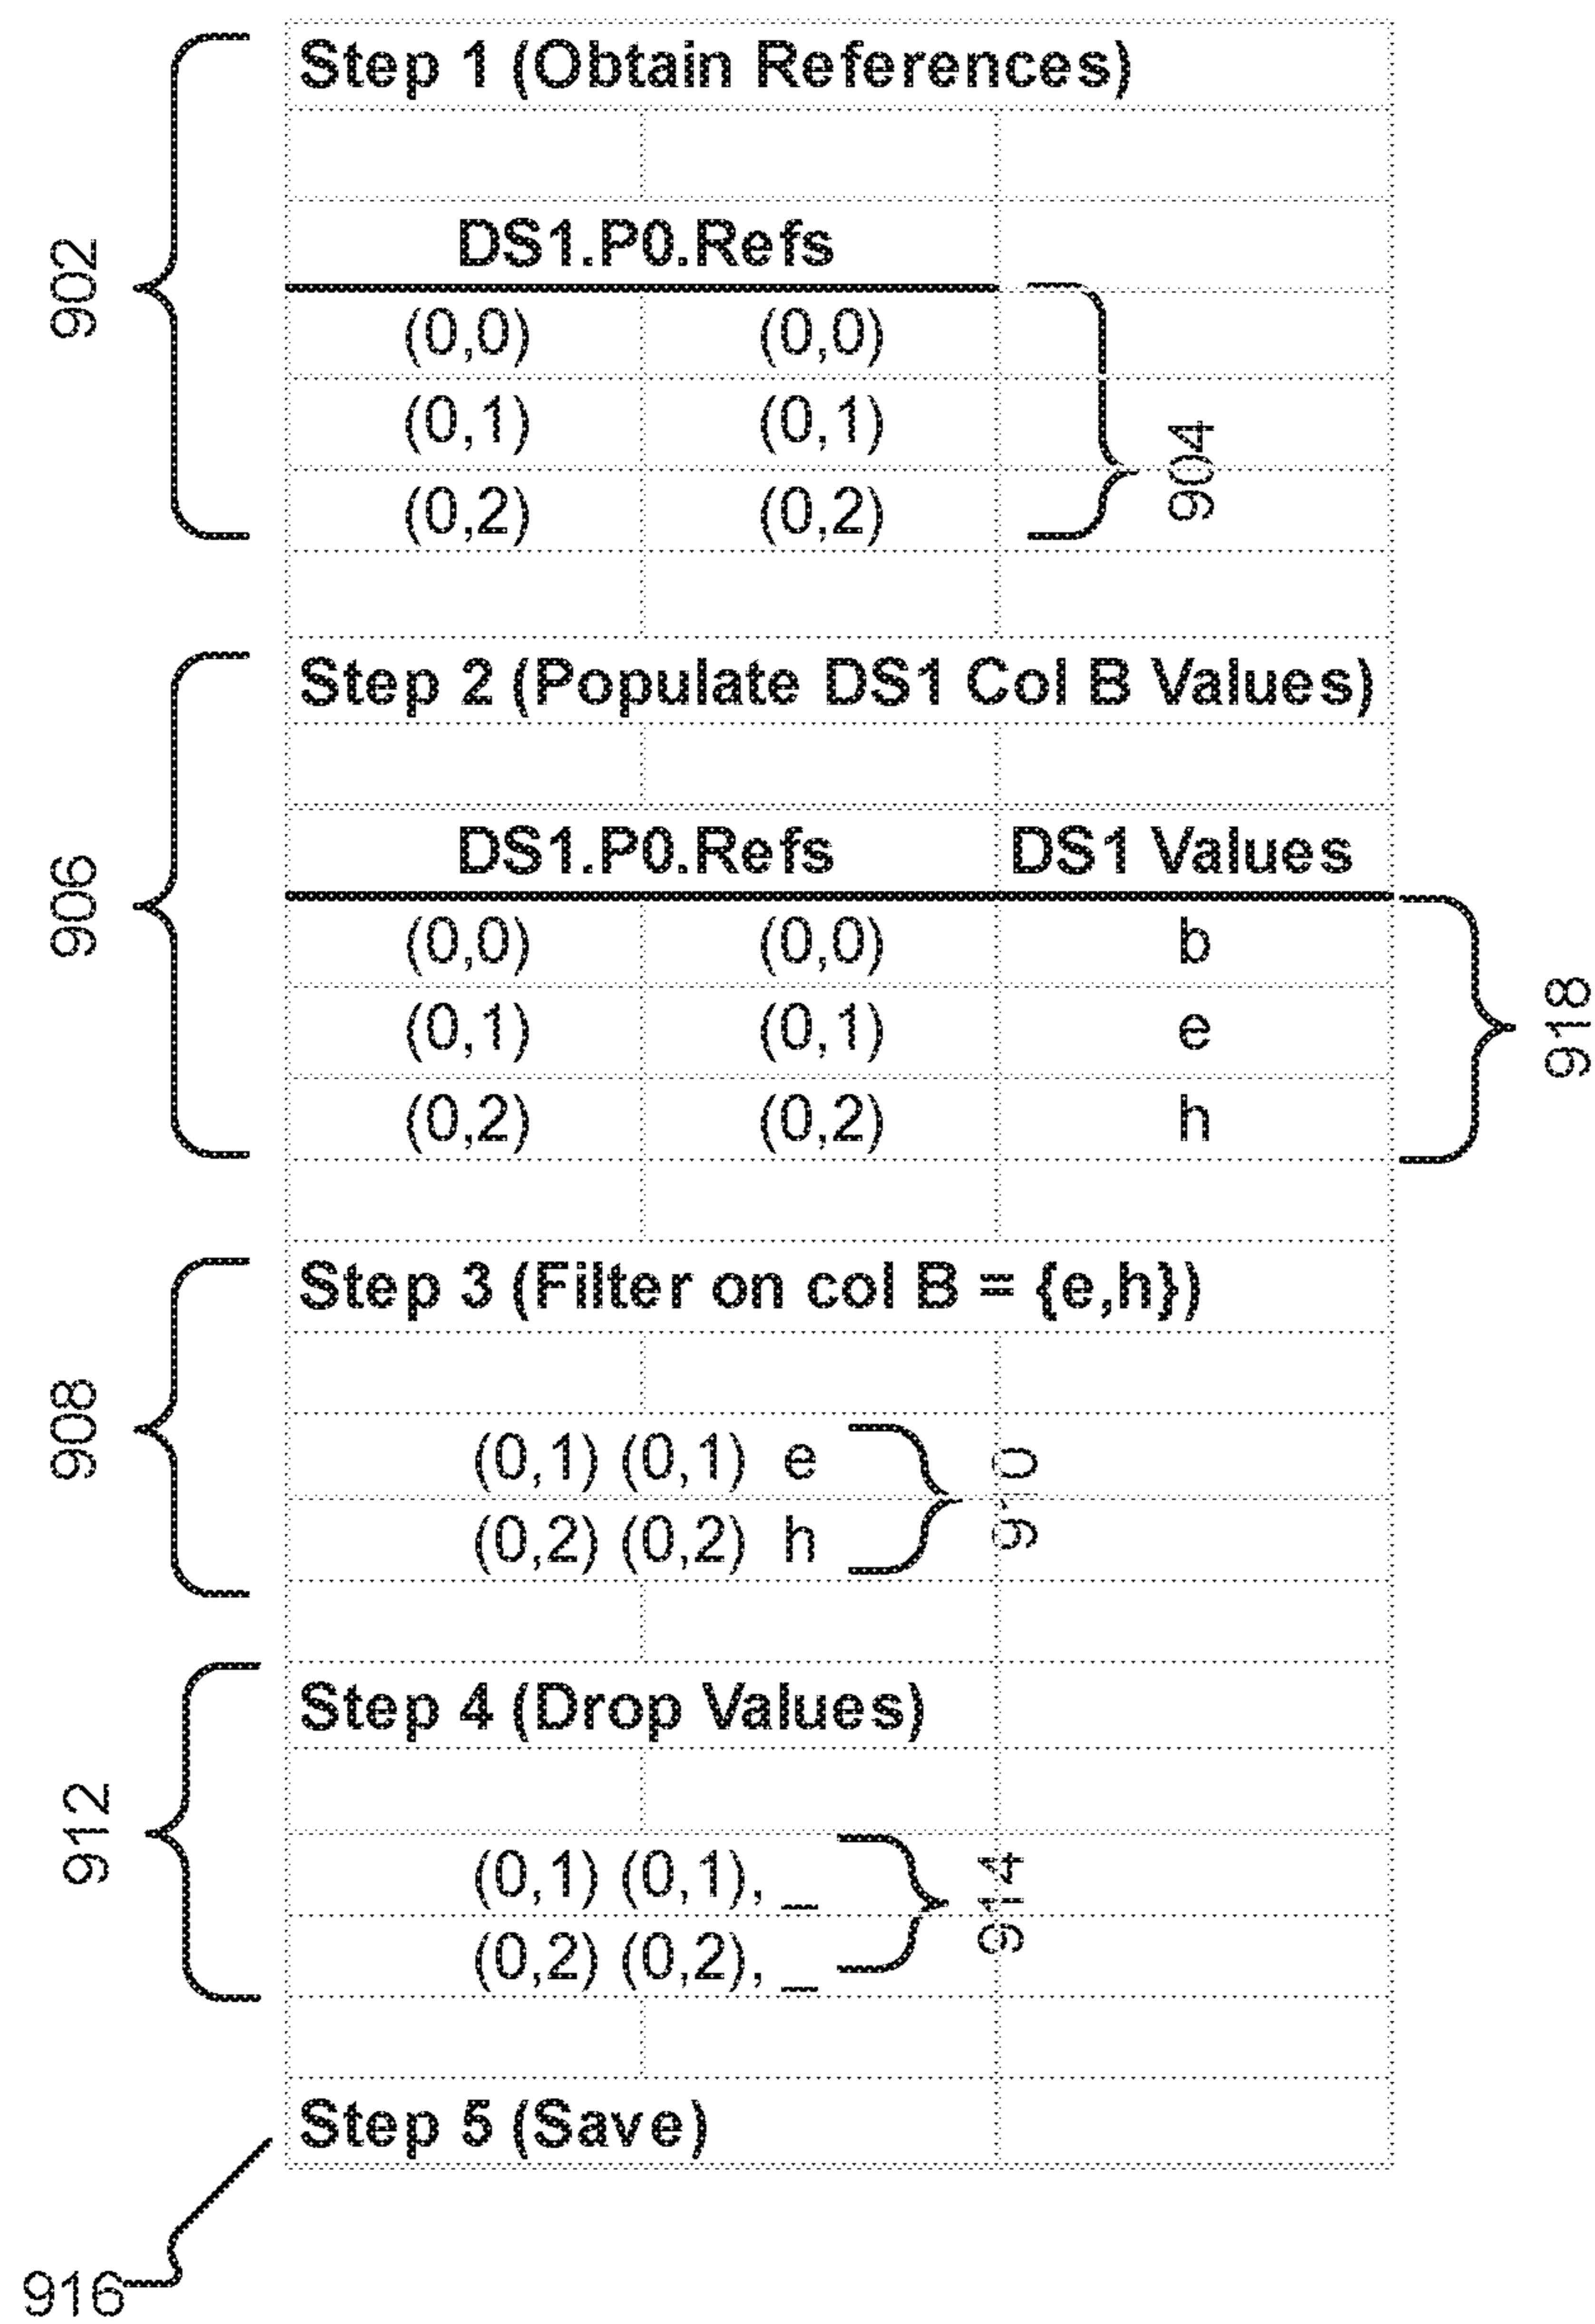 Step 1 (Obtain References)
902
DS1.P0.Refs
(0,0) (0,0)
(0,1) (0,1)
904
(0,2) (0,2)
Step 2 (Populate DS1 Col B Values)
906
DS1.P0.Refs DS1 Values
(0,0) (0,0) b
(0,1) (0,1) e
918
(0,2) (0,2) h
Step 3 (Filter on col B = {e,h})
908
(0,1) (0,1) e
910
(0,2) (0,2) h
Step 4 (Drop Values)
912
(0,1) (0,1), _
914
(0,2) (0,2), _
Step 5 (Save)
916